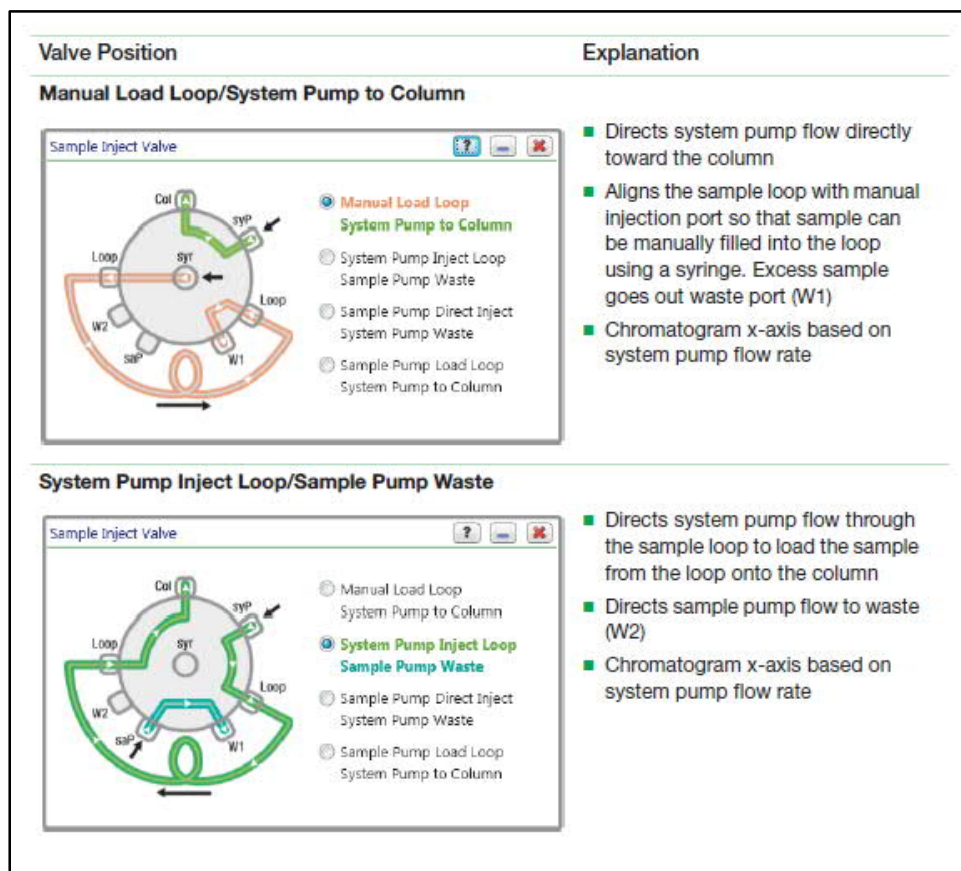 Valve Position
Explanation
Manual Load Loop/System Pump to Column
Sample Inject Valve
?
Col
syP
Loop
Syr
Loop
W2
saP
W1
Manual Load Loop
System Pump to Column
System Pump Inject Loop
Sample Pump Waste
Sample Pump Direct Inject
System Pump Waste
Sample Pump Load Loop
System Pump to Column
■ Directs system pump flow directly
toward the column
■ Aligns the sample loop with manual
injection port so that sample can
be manually filled into the loop
using a syringe. Excess sample
goes out waste port (W1)
■ Chromatogram x-axis based on
system pump flow rate
System Pump Inject Loop/Sample Pump Waste
Sample Inject Valve
?
Col
syP
Loop
Syr
Loop
W2
saP
W1
Manual Load Loop
System Pump to Column
System Pump Inject Loop
Sample Pump Waste
Sample Pump Direct Inject
System Pump Waste
Sample Pump Load Loop
System Pump to Column
■ Directs system pump flow through
the sample loop to load the sample
from the loop onto the column
■ Directs sample pump flow to waste
(W2)
■ Chromatogram x-axis based on
system pump flow rate